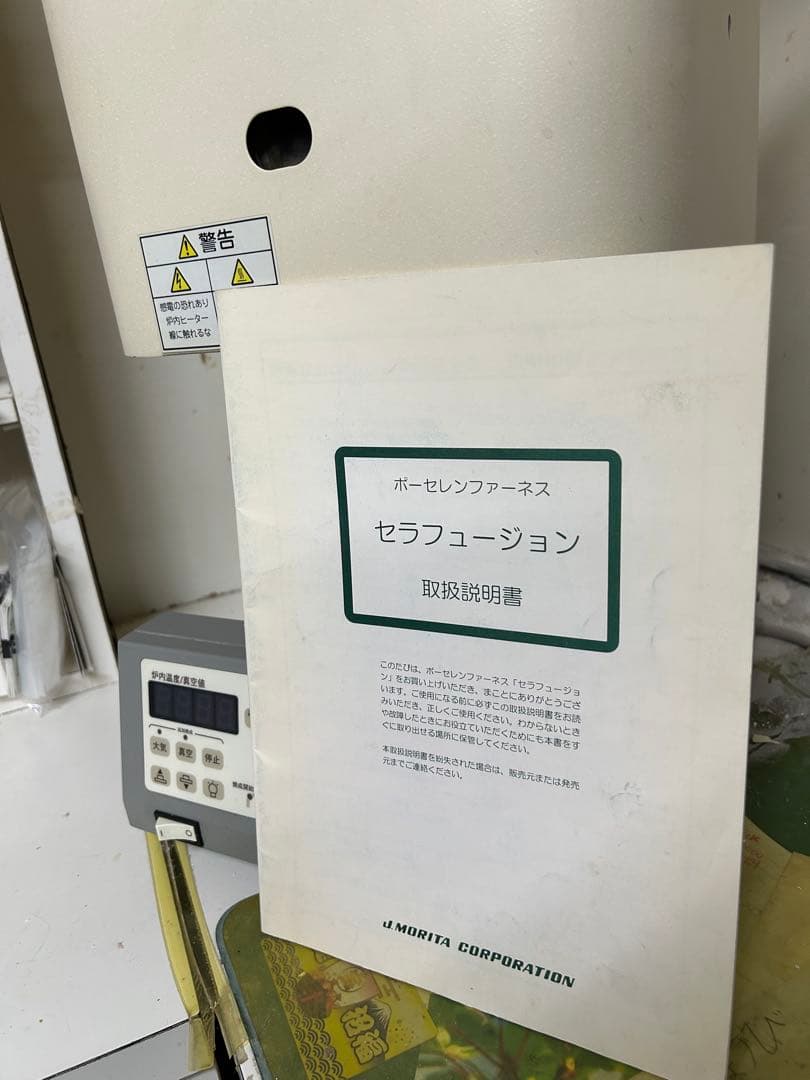 警告
感電の恐れあり
炉内ヒーター
線に触れるな
ポーセレンファーネス
セラフュージョン
取扱説明書
このたびは、ポーセレンファーネス「セラフュージョ
ン」をお買い上げいただき、まことにありがとうござ
います。ご使用になる前に必ずこの取扱説明書をお読
みいただき、正しくご使用ください。わからないとき
や故障したときにお役立ていただくためにも本書をす
ぐに取り出せる場所に保管してください。
本取扱説明書を紛失された場合は、販売元または発売
元までご連絡ください。
J.MORITA CORPORATION
炉内温度/真空値
大気
真空
停止
焼成開始